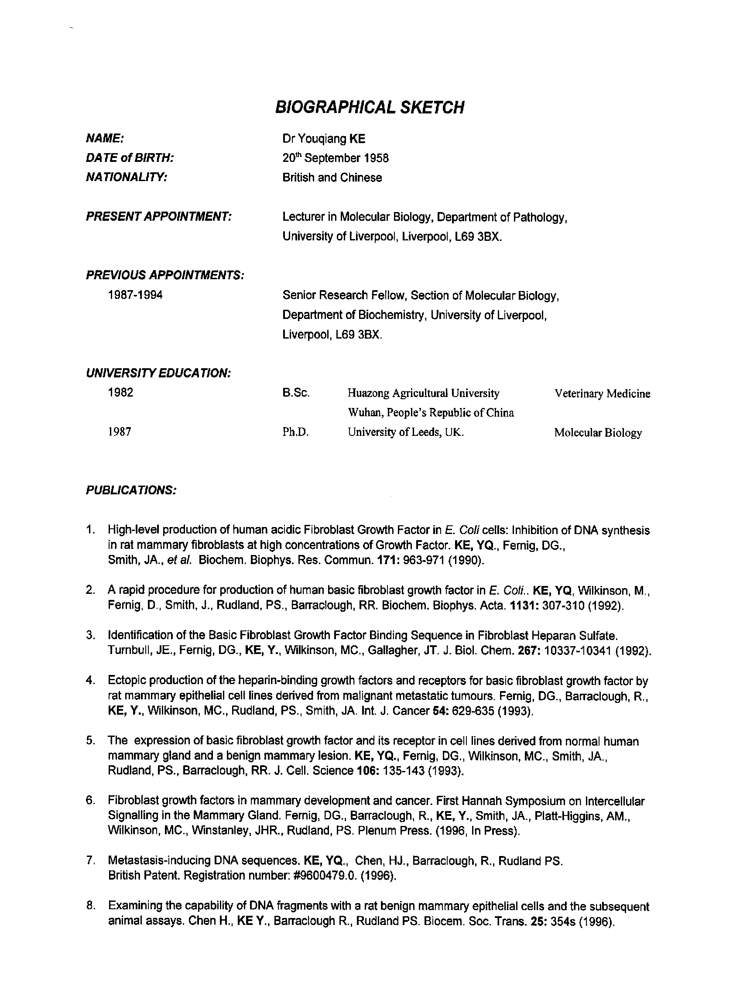 BIOGRAPHICAL SKETCH
NAME: Dr Youqiang KE
DATE of BIRTH: 20th September 1958
NATIONALITY: British and Chinese
PRESENT APPOINTMENT: Lecturer in Molecular Biology, Department of Pathology,
University of Liverpool, Liverpool, L69 3BX.
PREVIOUS APPOINTMENTS:
1987-1994 Senior Research Fellow, Section of Molecular Biology,
Department of Biochemistry, University of Liverpool,
Liverpool, L69 3BX.
UNIVERSITY EDUCATION:
1982 B.Sc. Huazong Agricultural University Veterinary Medicine
Wuhan, People's Republic of China
1987 Ph.D. University of Leeds, UK. Molecular Biology
PUBLICATIONS:
1. High-level production of human acidic Fibroblast Growth Factor in E. Coli cells: Inhibition of DNA synthesis
in rat mammary fibroblasts at high concentrations of Growth Factor. KE, YQ., Fernig, DG.,
Smith, JA., et al. Biochem. Biophys. Res. Commun. 171: 963-971 (1990).
2. A rapid procedure for production of human basic fibroblast growth factor in E. Coli.. KE, YQ, Wilkinson, M.,
Fernig, D., Smith, J., Rudland, PS., Barraclough, RR. Biochem. Biophys. Acta. 1131: 307-310 (1992).
3. Identification of the Basic Fibroblast Growth Factor Binding Sequence in Fibroblast Heparan Sulfate.
Turnbull, JE., Fernig, DG., KE, Y., Wilkinson, MC., Gallagher, JT. J. Biol. Chem. 267: 10337-10341 (1992).
4. Ectopic production of the heparin-binding growth factors and receptors for basic fibroblast growth factor by
rat mammary epithelial cell lines derived from malignant metastatic tumours. Fernig, DG., Barraclough, R.,
KE, Y., Wilkinson, MC., Rudland, PS., Smith, JA. Int. J. Cancer 54: 629-635 (1993).
5. The expression of basic fibroblast growth factor and its receptor in cell lines derived from normal human
mammary gland and a benign mammary lesion. KE, YQ., Fernig, DG., Wilkinson, MC., Smith, JA.,
Rudland, PS., Barraclough, RR. J. Cell. Science 106: 135-143 (1993).
6. Fibroblast growth factors in mammary development and cancer. First Hannah Symposium on Intercellular
Signalling in the Mammary Gland. Fernig, DG., Barraclough, R., KE, Y., Smith, JA., Platt-Higgins, AM.,
Wilkinson, MC., Winstanley, JHR., Rudland, PS. Plenum Press. (1996, In Press).
7. Metastasis-inducing DNA sequences. KE, YQ., Chen, HJ., Barraclough, R., Rudland PS.
British Patent. Registration number: #9600479.0. (1996).
8. Examining the capability of DNA fragments with a rat benign mammary epithelial cells and the subsequent
animal assays. Chen H., KE Y., Barraclough R., Rudland PS. Biocem. Soc. Trans. 25: 354s (1996).